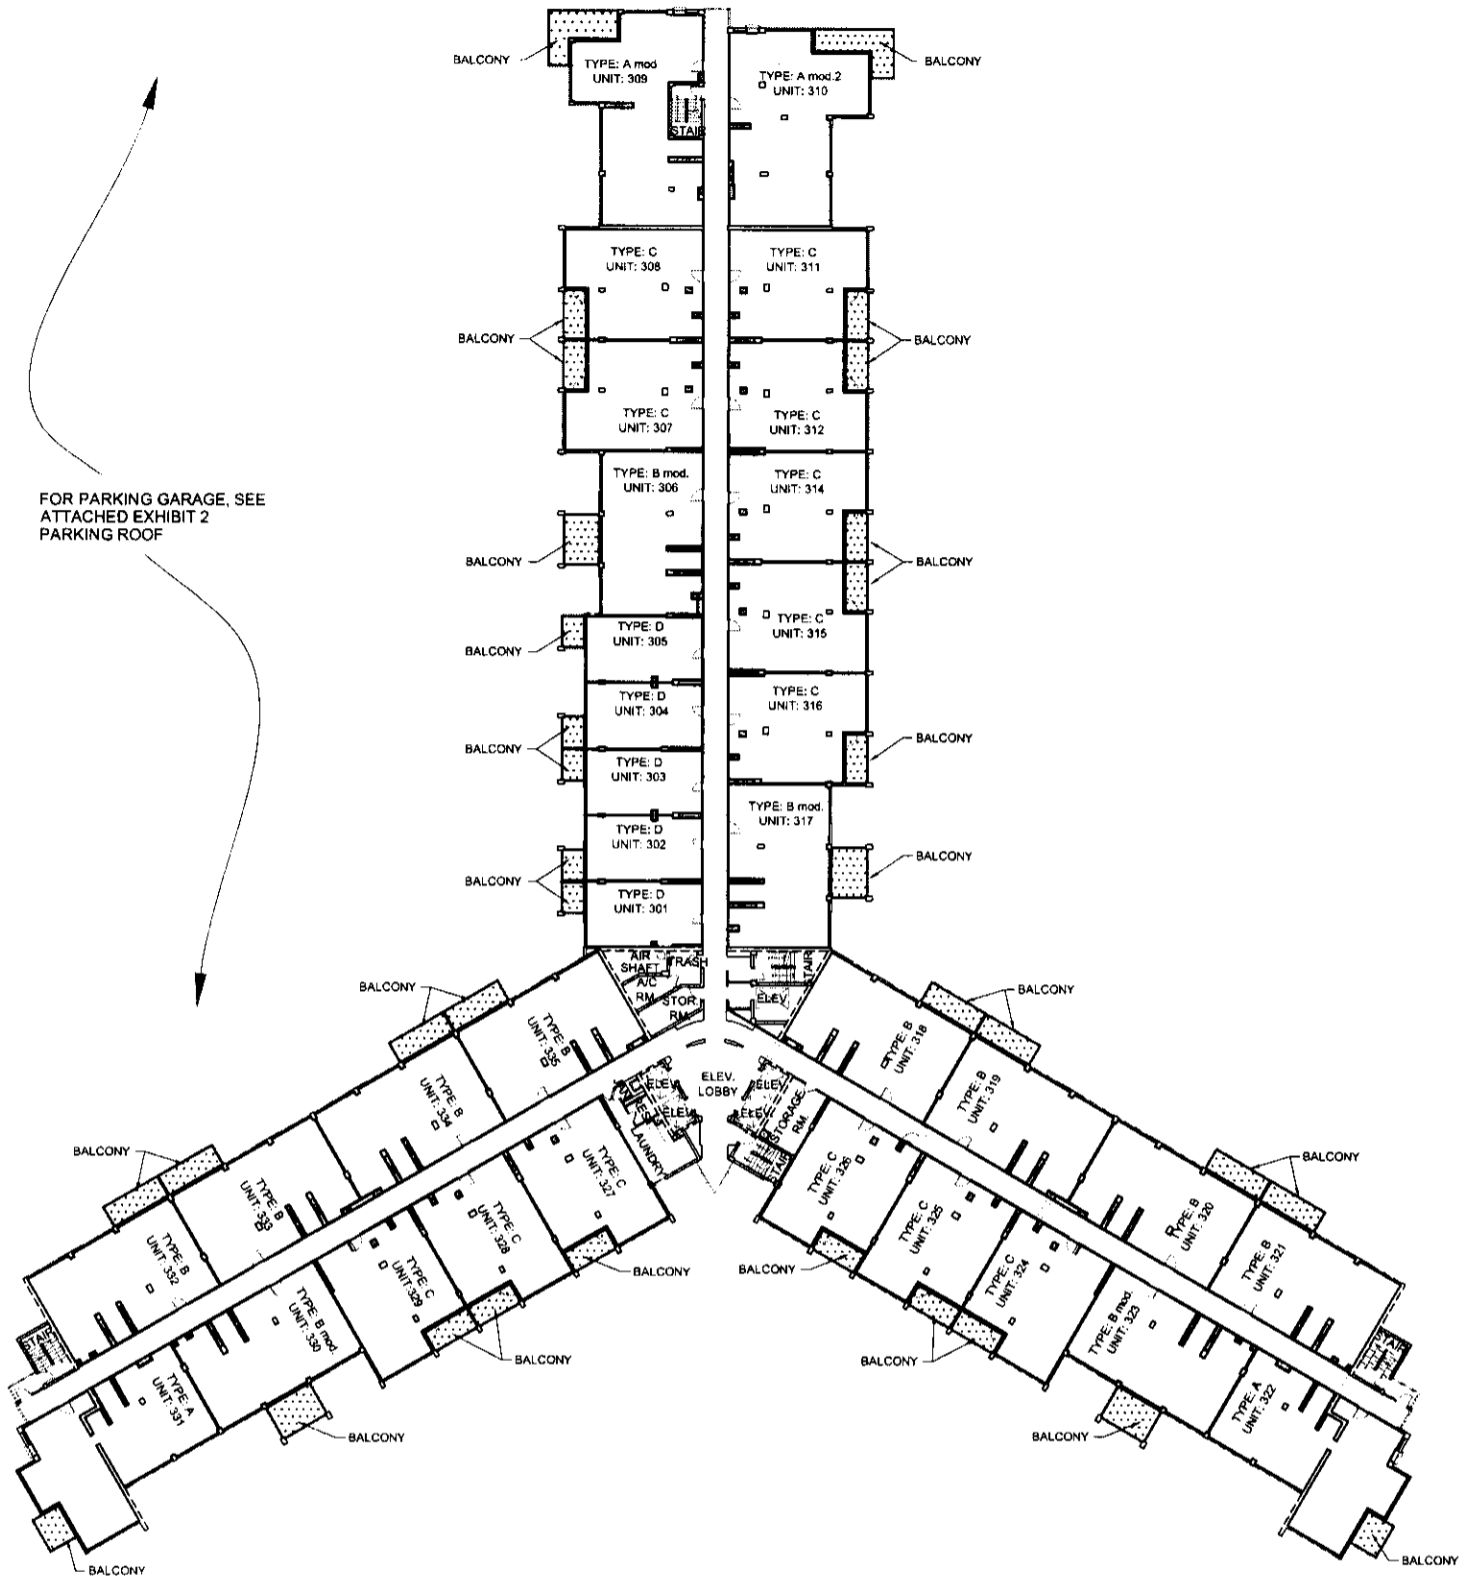 BALCONY
TYPE: A mod
UNIT: 309
TYPE: A mod.2
UNIT: 310
BALCONY
STAIR
TYPE: C
UNIT: 308
TYPE: C
UNIT: 311
BALCONY
BALCONY
TYPE: C
UNIT: 307
TYPE: C
UNIT: 312
TYPE: B mod.
UNIT: 306
TYPE: C
UNIT: 314
FOR PARKING GARAGE, SEE
ATTACHED EXHIBIT 2
PARKING ROOF
BALCONY
BALCONY
TYPE: D
UNIT: 305
TYPE: C
UNIT: 315
BALCONY
TYPE: D
UNIT: 304
TYPE: C
UNIT: 316
BALCONY
BALCONY
TYPE: D
UNIT: 303
TYPE: B mod.
UNIT: 317
TYPE: D
UNIT: 302
BALCONY
BALCONY
TYPE: D
UNIT: 301
AIR
SHAFT
TRASH
STAIR
A/C
RM.
STOR.
RM.
ELEV.
BALCONY
BALCONY
TYPE: B
UNIT: 335
TYPE: B
UNIT: 318
ELEV.
LOBBY
ELEV.
ELEV.
ELEV.
ELEV.
STORAGE
RM.
LAUNDRY
STAIR
TYPE: B
UNIT: 334
TYPE: B
UNIT: 319
BALCONY
BALCONY
TYPE: C
UNIT: 327
TYPE: C
UNIT: 326
TYPE: B
UNIT: 333
TYPE: B
UNIT: 320
TYPE: C
UNIT: 328
TYPE: C
UNIT: 325
TYPE: B
UNIT: 332
TYPE: B
UNIT: 321
BALCONY
BALCONY
TYPE: C
UNIT: 329
TYPE: C
UNIT: 324
TYPE: B mod.
UNIT: 330
TYPE: B mod.
UNIT: 323
STAIR
STAIR
BALCONY
BALCONY
TYPE: A
UNIT: 331
TYPE: A
UNIT: 322
BALCONY
BALCONY
BALCONY
BALCONY